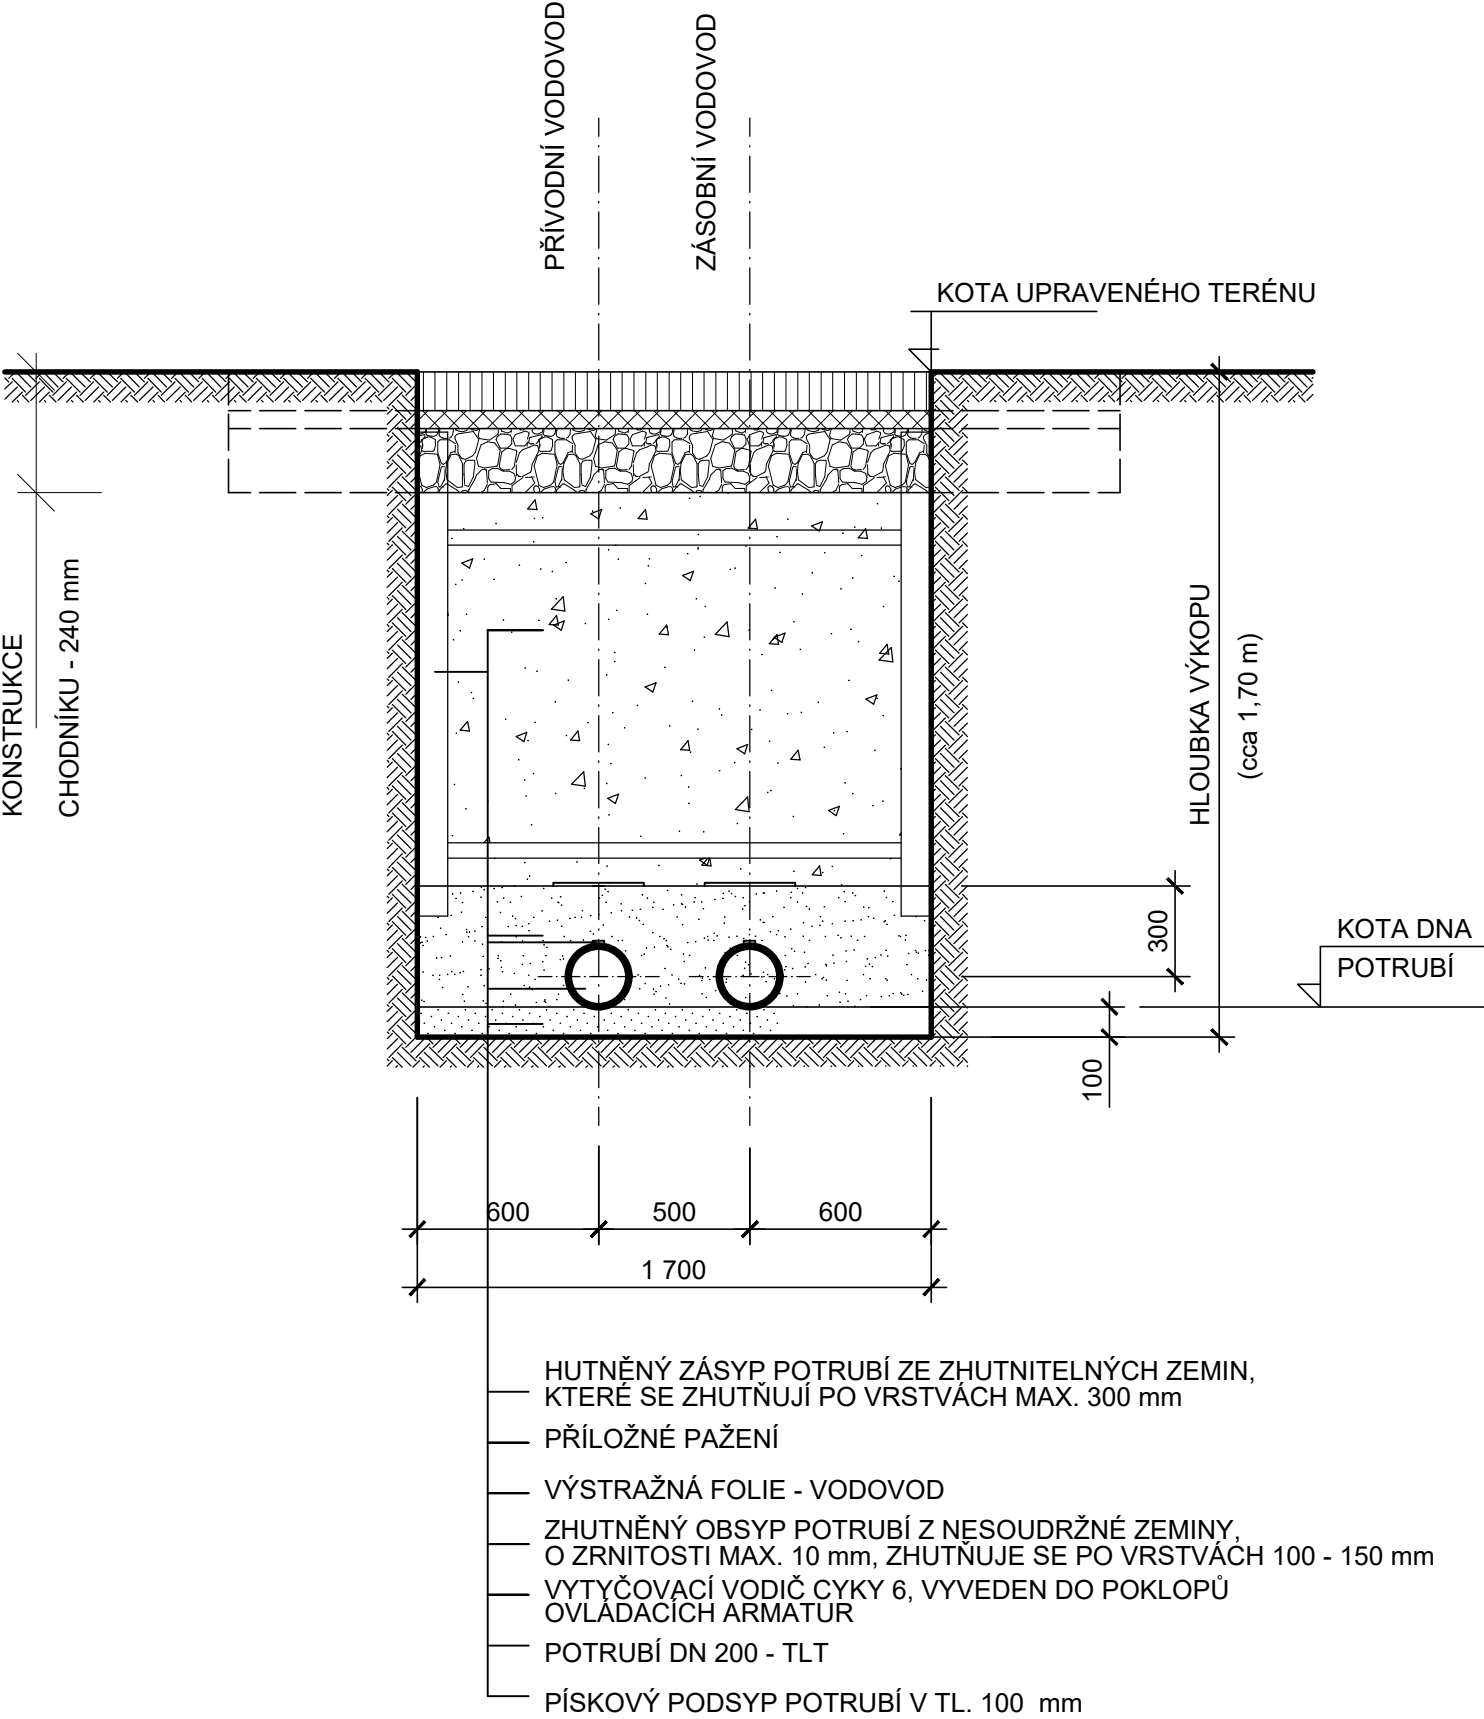 PŘÍVODNÍ VODOVOD
ZÁSOBNÍ VODOVOD
KOTA UPRAVENÉHO TERÉNU
KONSTRUKCE
CHODNÍKU - 240 mm
HLOUBKA VÝKOPU
(cca 1,70 m)
300
KOTA DNA
POTRUBÍ
100
600
500
600
1 700
HUTNĚNÝ ZÁSYP POTRUBÍ ZE ZHUTNITELNÝCH ZEMIN,
KTERÉ SE ZHUTŇUJÍ PO VRSTVÁCH MAX. 300 mm
PŘÍLOŽNÉ PAŽENÍ
VÝSTRAŽNÁ FOLIE - VODOVOD
ZHUTNĚNÝ OBSYP POTRUBÍ Z NESOUDRŽNÉ ZEMINY,
O ZRNITOSTI MAX. 10 mm, ZHUTŇUJE SE PO VRSTVÁCH 100 - 150 mm
VYTYČOVACÍ VODIČ CYKY 6, VYVEDEN DO POKLOPŮ
OVLÁDACÍCH ARMATUR
POTRUBÍ DN 200 - TLT
PÍSKOVÝ PODSYP POTRUBÍ V TL. 100 mm